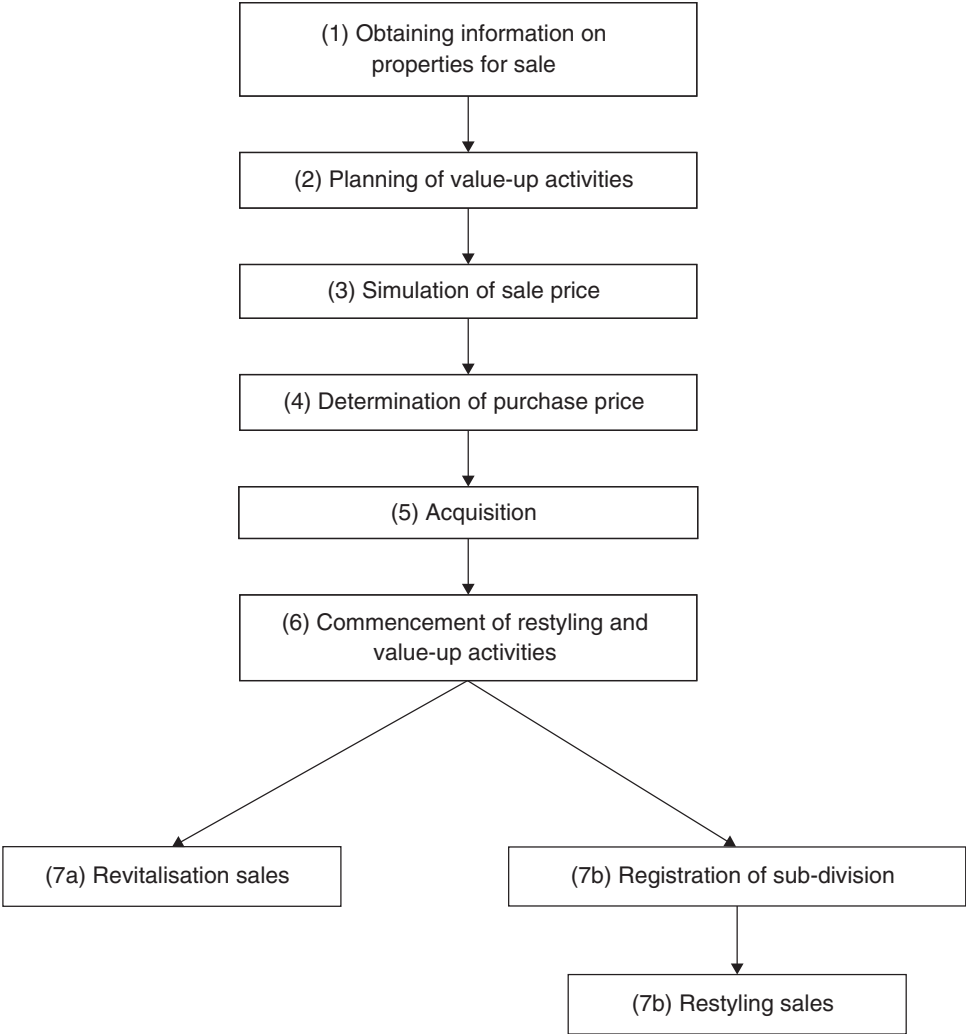 (1) Obtaining information on
properties for sale
(2) Planning of value-up activities
(3) Simulation of sale price
(4) Determination of purchase price
(5) Acquisition
(6) Commencement of restyling and
value-up activities
(7a) Revitalisation sales
(7b) Registration of sub-division
(7b) Restyling sales